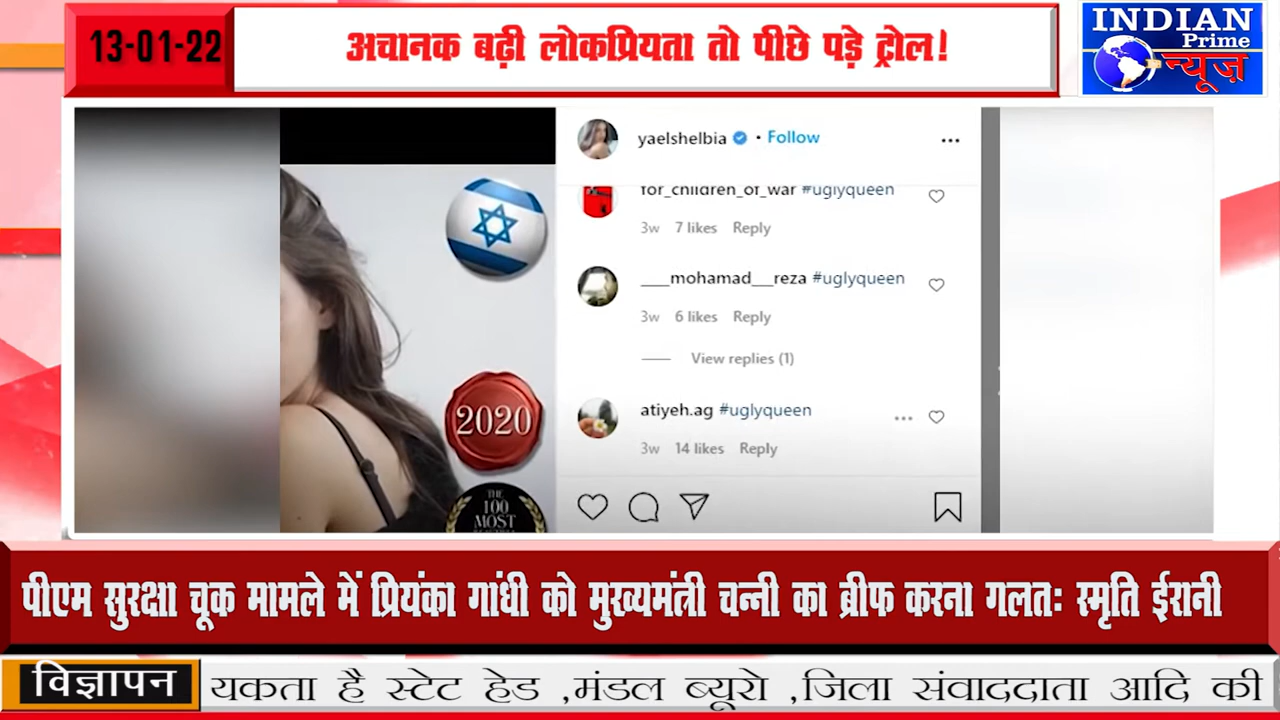 13-01-22
अचानक बढ़ी लोकप्रियता तो पीछे पड़े ट्रोल!
INDIAN
Prime
न्यूज़
yaelshelbia • Follow
for_children_of_war #uglyqueen
3w 7 likes Reply
___mohamad___reza #uglyqueen
3w 6 likes Reply
View replies (1)
atiyeh.ag #uglyqueen
3w 14 likes Reply
2020
THE
100
MOST
पीएम सुरक्षा चूक मामले में प्रियंका गांधी को मुख्यमंत्री चन्नी का ब्रीफ करना गलतः स्मृति ईरानी
विज्ञापन
यकता है स्टेट हेड ,मंडल ब्यूरो ,जिला संवाददाता आदि की